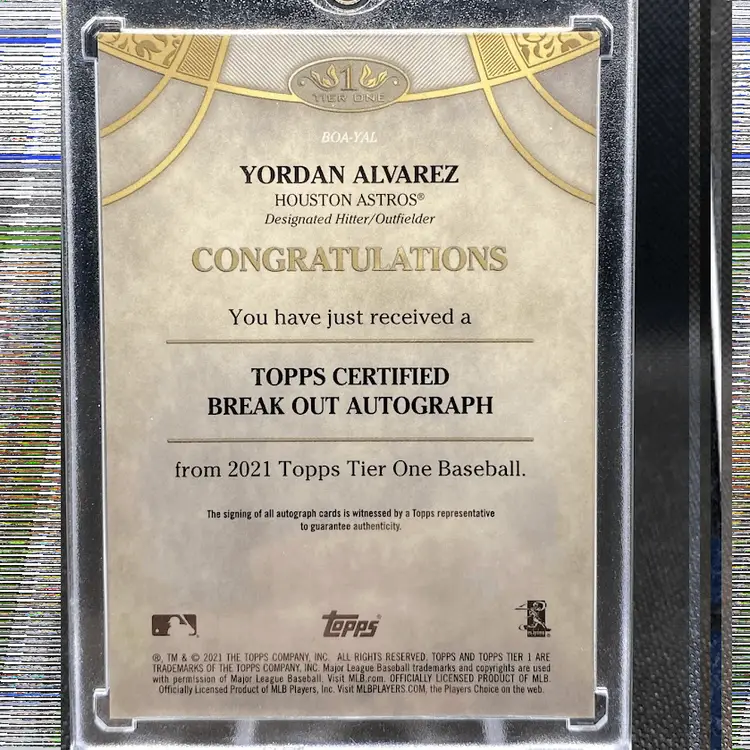 1
TIER ONE
BOA-YAL
YORDAN ALVAREZ
HOUSTON ASTROS®
Designated Hitter/Outfielder
CONGRATULATIONS
You have just received a
TOPPS CERTIFIED
BREAK OUT AUTOGRAPH
from 2021 Topps Tier One Baseball.
The signing of all autograph cards is witnessed by a Topps representative
to guarantee authenticity.
topps®
®, TM & © 2021 THE TOPPS COMPANY, INC. ALL RIGHTS RESERVED. TOPPS AND TOPPS TIER 1 ARE
TRADEMARKS OF THE TOPPS COMPANY, INC. Major League Baseball trademarks and copyrights are used
with permission of Major League Baseball. Visit MLB.com. OFFICIALLY LICENSED PRODUCT OF MLB.
Officially Licensed Product of MLB Players, Inc. Visit MLBPLAYERS.COM, the Players Choice on the web.